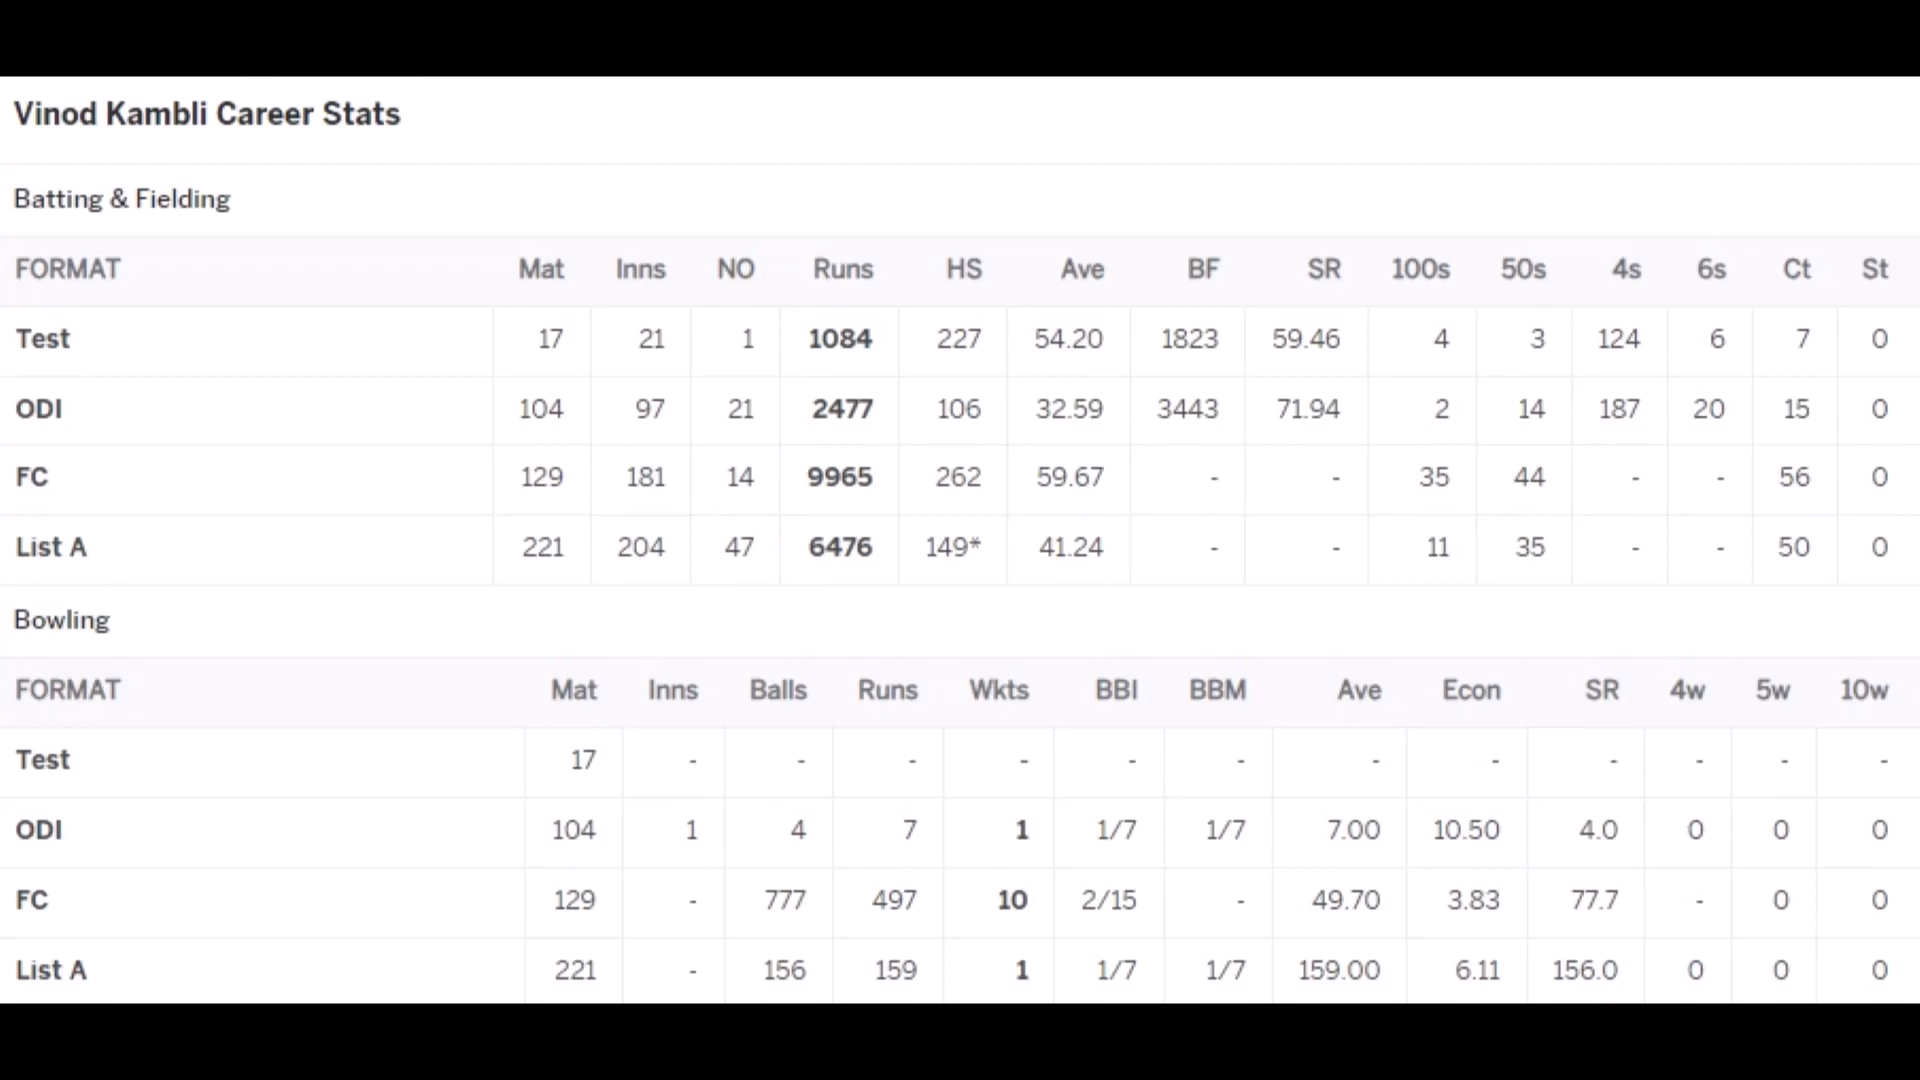 Vinod Kambli Career Stats
Batting & Fielding
FORMAT Mat Inns NO Runs HS Ave BF SR 100s 50s 4s 6s Ct St
Test 17 21 1 1084 227 54.20 1823 59.46 4 3 124 6 7 0
ODI 104 97 21 2477 106 32.59 3443 71.94 2 14 187 20 15 0
FC 129 181 14 9965 262 59.67 - - 35 44 - - 56 0
List A 221 204 47 6476 149* 41.24 - - 11 35 - - 50 0
Bowling
FORMAT Mat Inns Balls Runs Wkts BBI BBM Ave Econ SR 4w 5w 10w
Test 17 - - - - - - - - - - - -
ODI 104 1 4 7 1 1/7 1/7 7.00 10.50 4.0 0 0 0
FC 129 - 777 497 10 2/15 - 49.70 3.83 77.7 - 0 0
List A 221 - 156 159 1 1/7 1/7 159.00 6.11 156.0 0 0 0